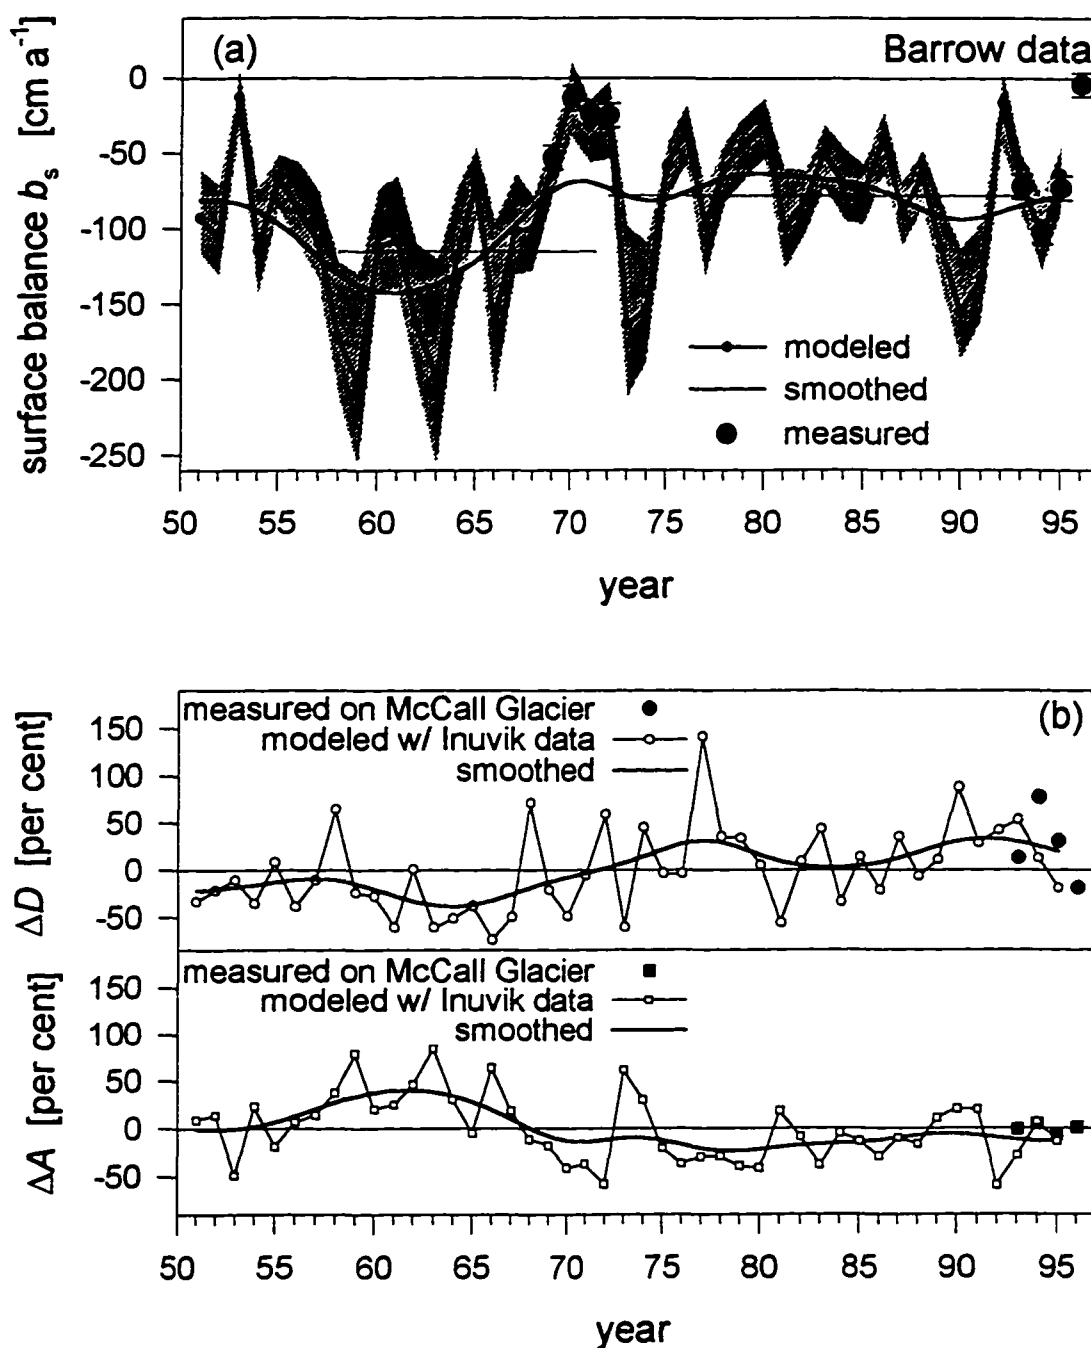 (a)
Barrow data
surface balance bₛ [cm a⁻¹]
0
-50
-100
-150
-200
-250
modeled
smoothed
measured
50 55 60 65 70 75 80 85 90 95
year
(b)
measured on McCall Glacier
modeled w/ Inuvik data
smoothed
ΔD [per cent]
150
100
50
0
-50
measured on McCall Glacier
modeled w/ Inuvik data
smoothed
ΔA [per cent]
150
100
50
0
-50
50 55 60 65 70 75 80 85 90 95
year